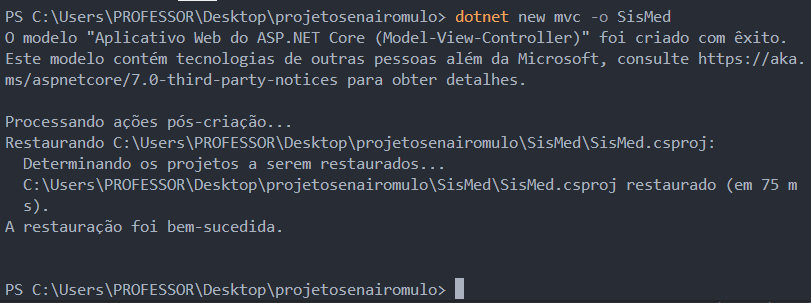 PS C:\Users\PROFESSOR\Desktop\projetosenairomulo> dotnet new mvc -o SisMed
O modelo "Aplicativo Web do ASP.NET Core (Model-View-Controller)" foi criado com êxito.
Este modelo contém tecnologias de outras pessoas além da Microsoft, consulte https://aka.
ms/aspnetcore/7.0-third-party-notices para obter detalhes.
Processando ações pós-criação...
Restaurando C:\Users\PROFESSOR\Desktop\projetosenairomulo\SisMed\SisMed.csproj:
Determinando os projetos a serem restaurados...
C:\Users\PROFESSOR\Desktop\projetosenairomulo\SisMed\SisMed.csproj restaurado (em 75 m
s).
A restauração foi bem-sucedida.
PS C:\Users\PROFESSOR\Desktop\projetosenairomulo>